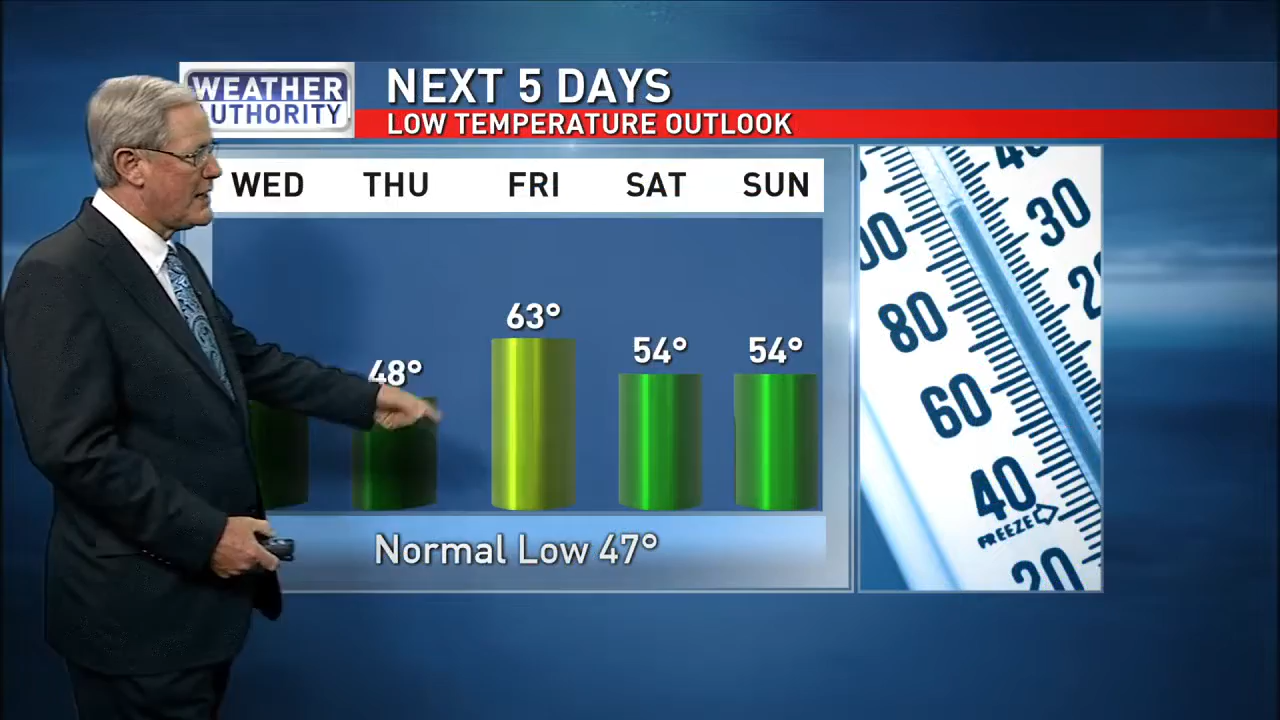 WEATHER
AUTHORITY
NEXT 5 DAYS
LOW TEMPERATURE OUTLOOK
WED THU FRI SAT SUN
48° 63° 54° 54°
Normal Low 47°
40
30
80
60
40
FREEZE
20